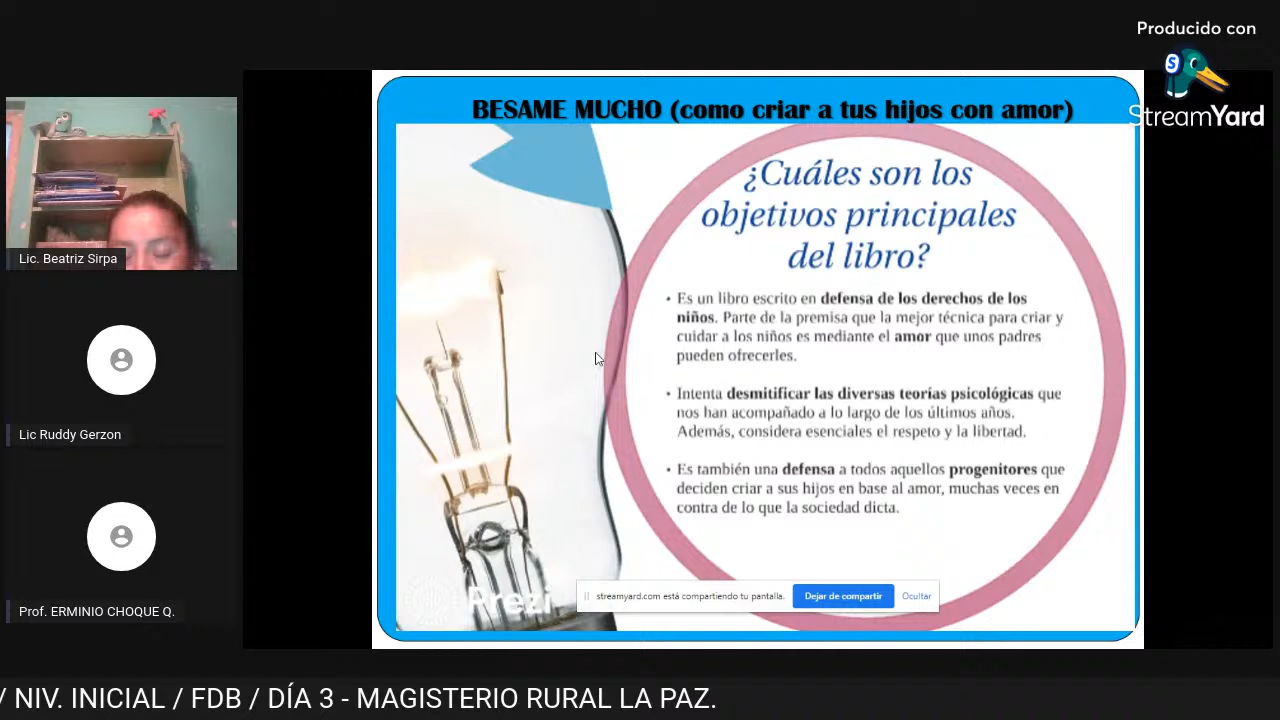 Producido con
StreamYard
BESAME MUCHO (como criar a tus hijos con amor)
¿Cuáles son los
objetivos principales
del libro?
• Es un libro escrito en defensa de los derechos de los
niños. Parte de la premisa que la mejor técnica para criar y
cuidar a los niños es mediante el amor que unos padres
pueden ofrecerles.
• Intenta desmitificar las diversas teorías psicológicas que
nos han acompañado a lo largo de los últimos años.
Además, considera esenciales el respeto y la libertad.
• Es también una defensa a todos aquellos progenitores que
deciden criar a sus hijos en base al amor, muchas veces en
contra de lo que la sociedad dicta.
Prezi
streamyard.com está compartiendo tu pantalla.
Dejar de compartir
Ocultar
Lic. Beatriz Sirpa
Lic Ruddy Gerzon
Prof. ERMINIO CHOQUE Q.
/ NIV. INICIAL / FDB / DÍA 3 - MAGISTERIO RURAL LA PAZ.